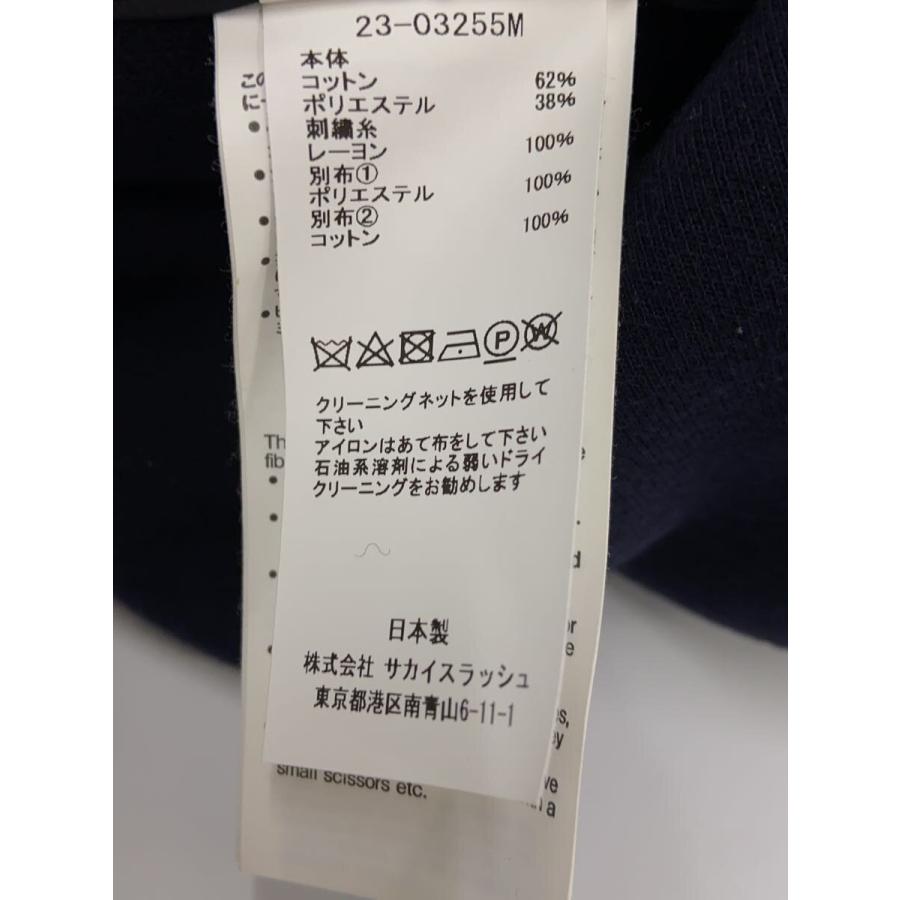 23-03255M
本体
コットン 62%
ポリエステル 38%
刺繍糸
レーヨン 100%
別布①
ポリエステル 100%
別布②
コットン 100%
P
W
クリーニングネットを使用して
下さい
アイロンはあて布をして下さい
石油系溶剤による弱いドライ
クリーニングをお勧めします
日本製
株式会社 サカイスラッシュ
東京都港区南青山6-11-1
small scissors etc.